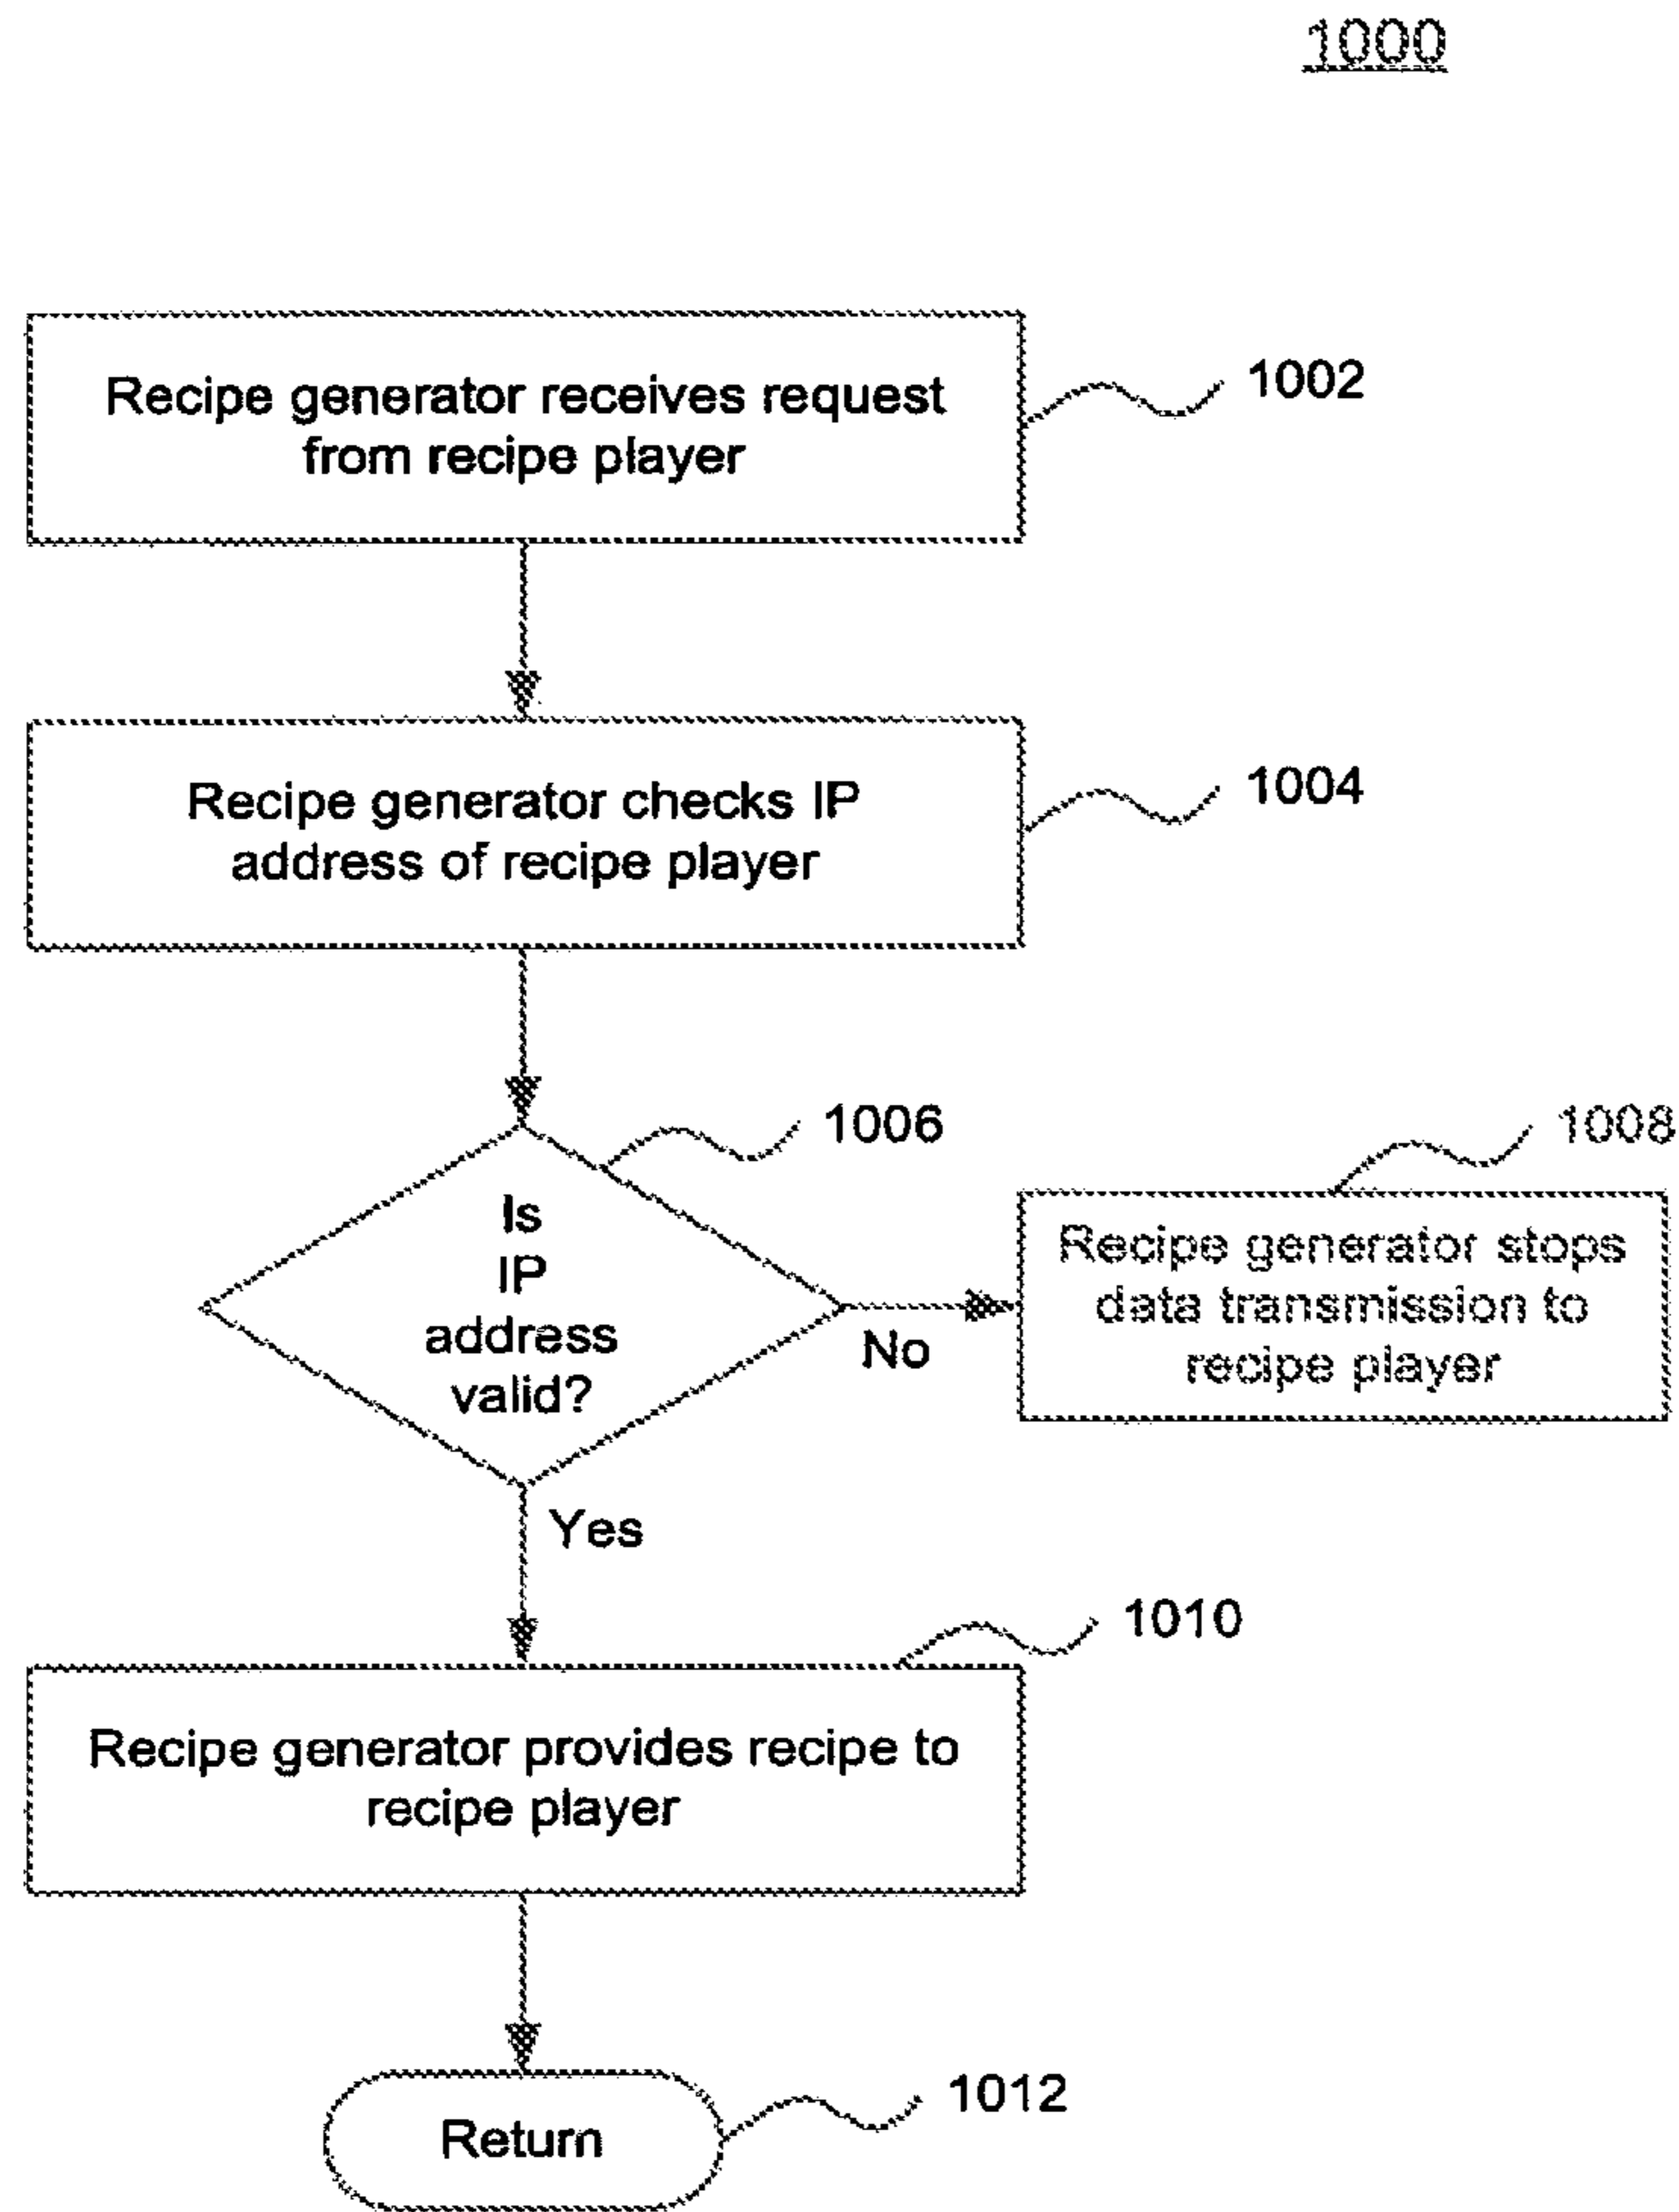 1000
Recipe generator receives request
from recipe player
1002
Recipe generator checks IP
address of recipe player
1004
1006
Is
IP
address
valid?
No
1008
Recipe generator stops
data transmission to
recipe player
Yes
1010
Recipe generator provides recipe to
recipe player
Return
1012